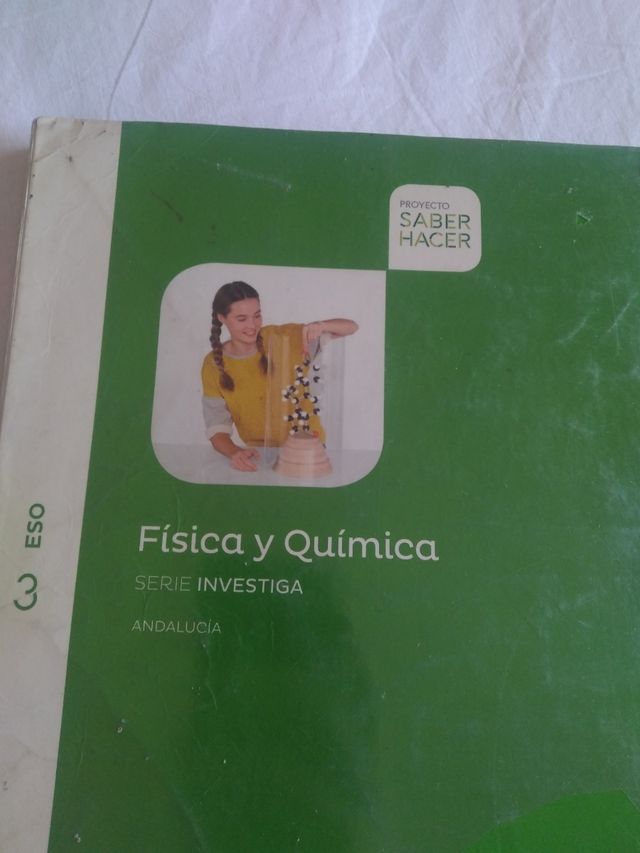 PROYECTO
SABER
HACER
Física y Química
SERIE INVESTIGA
ANDALUCÍA
3 ESO